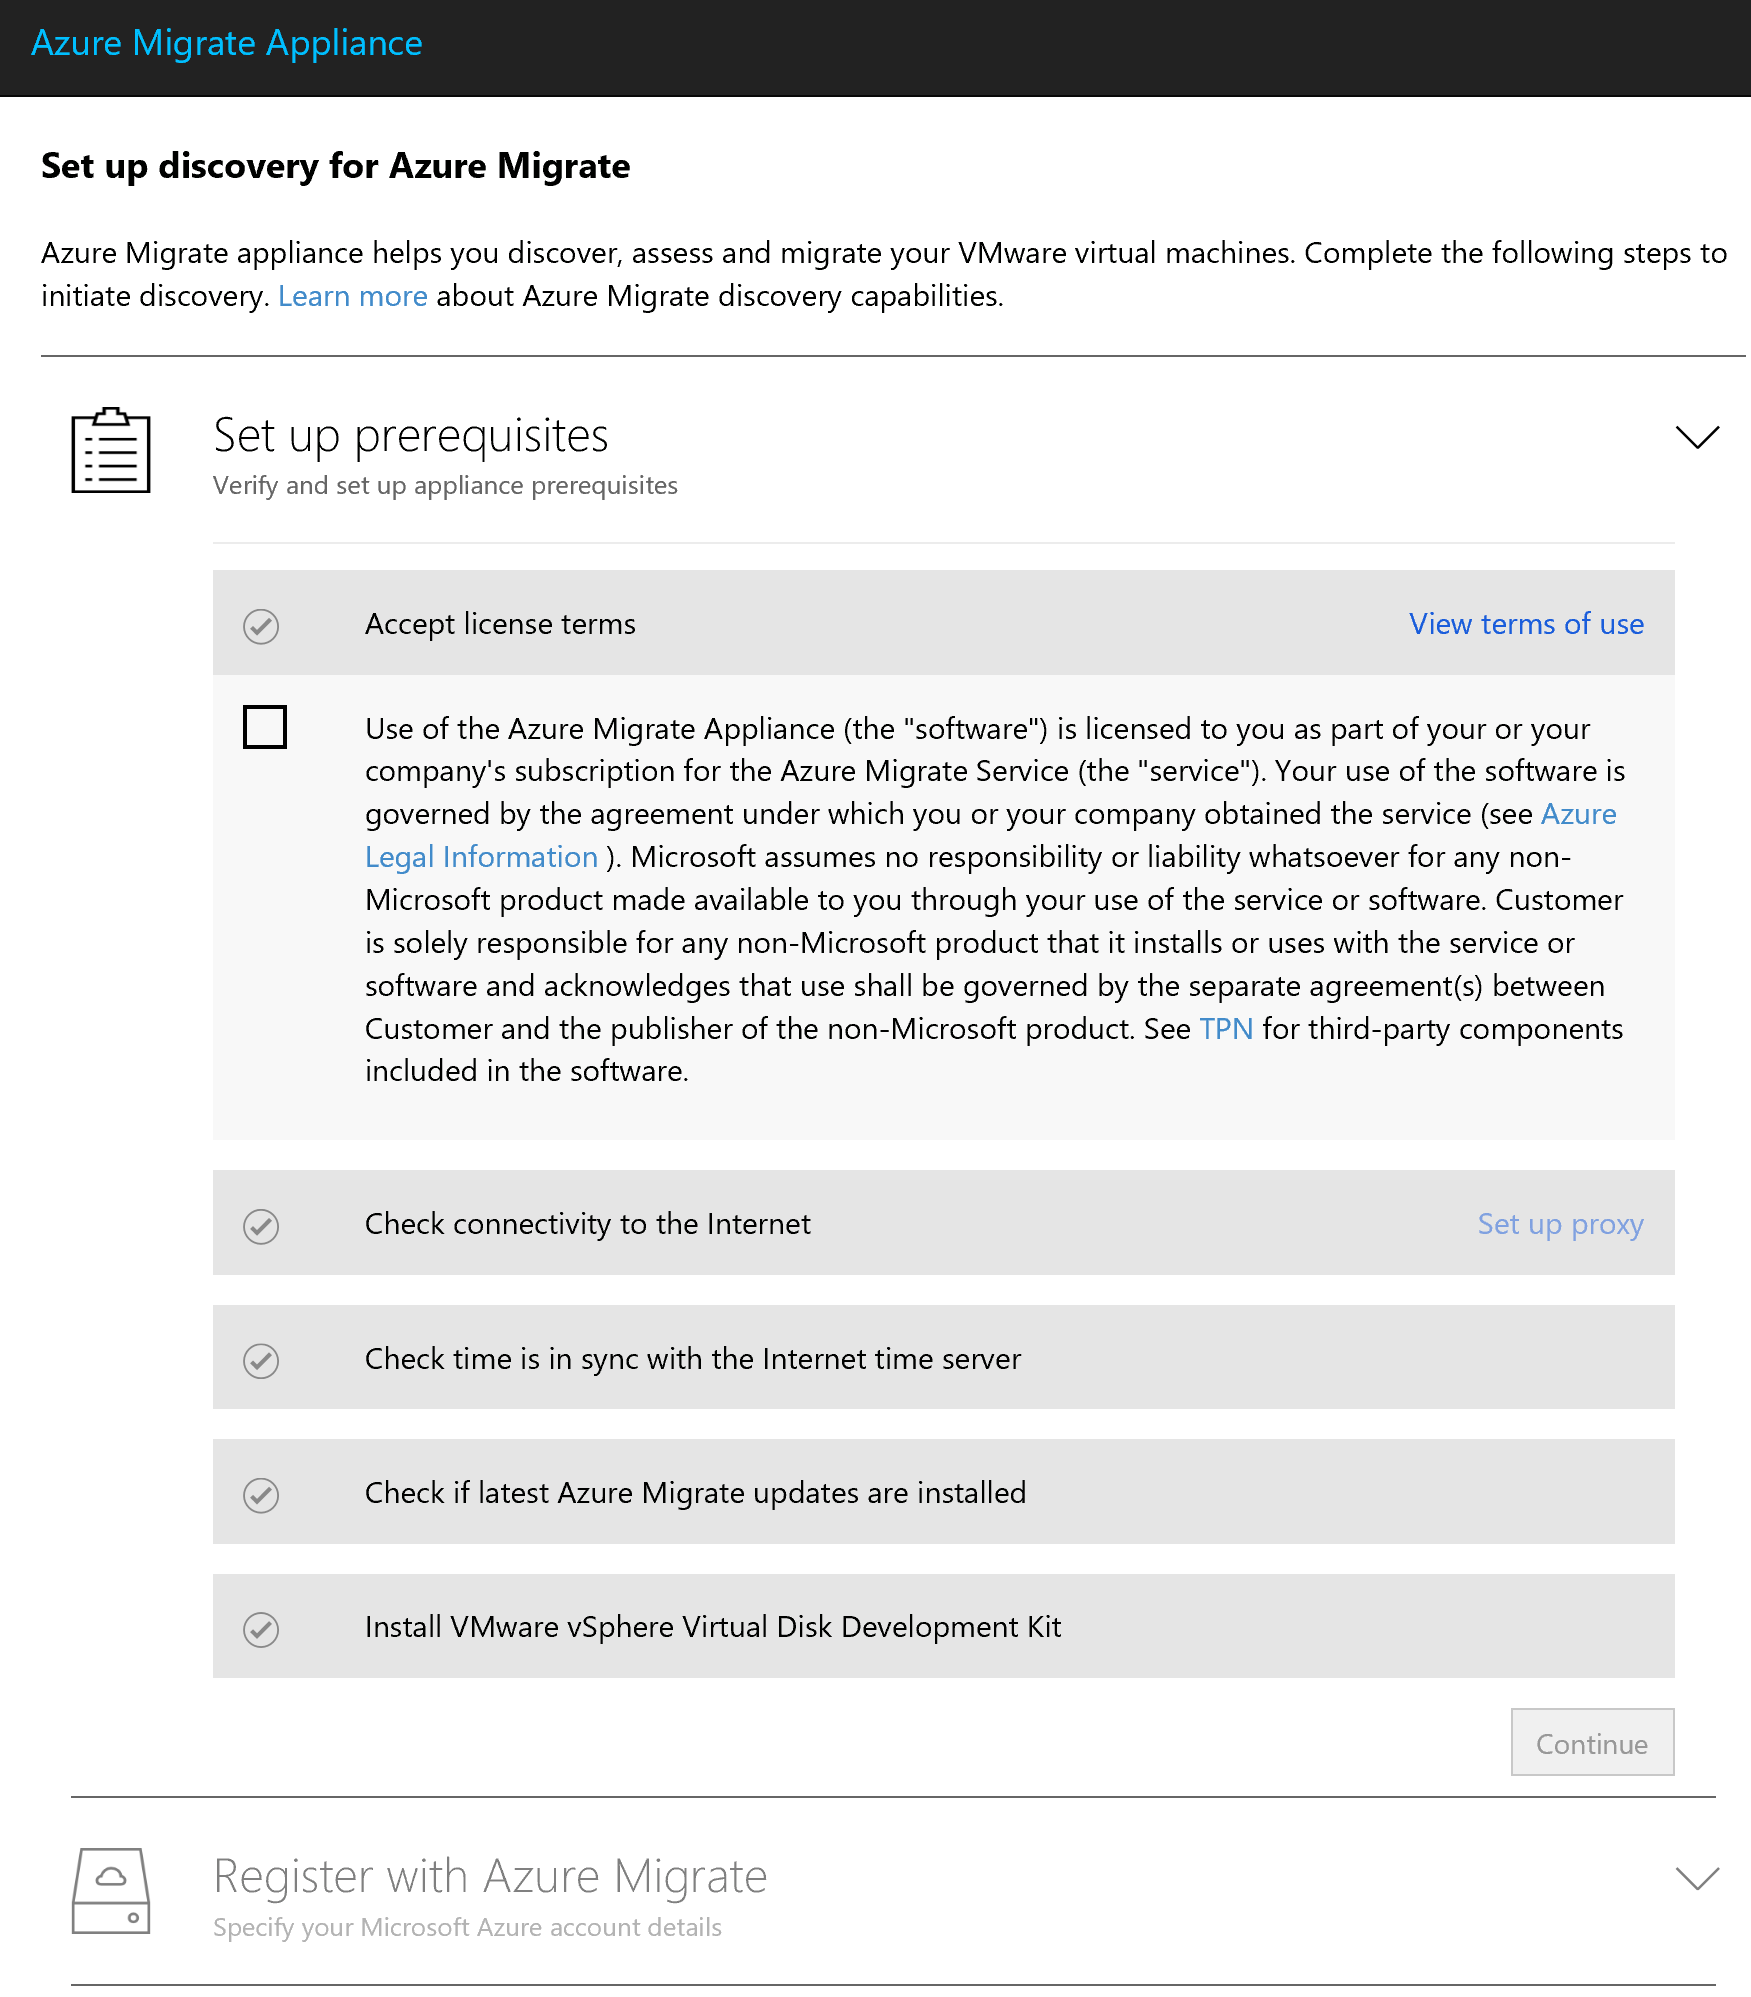 Azure Migrate Appliance
Set up discovery for Azure Migrate
Azure Migrate appliance helps you discover, assess and migrate your VMware virtual machines. Complete the following steps to
initiate discovery. Learn more about Azure Migrate discovery capabilities.
Set up prerequisites
Verify and set up appliance prerequisites
Accept license terms View terms of use
Use of the Azure Migrate Appliance (the "software") is licensed to you as part of your or your
company's subscription for the Azure Migrate Service (the "service"). Your use of the software is
governed by the agreement under which you or your company obtained the service (see Azure
Legal Information ). Microsoft assumes no responsibility or liability whatsoever for any non-
Microsoft product made available to you through your use of the service or software. Customer
is solely responsible for any non-Microsoft product that it installs or uses with the service or
software and acknowledges that use shall be governed by the separate agreement(s) between
Customer and the publisher of the non-Microsoft product. See TPN for third-party components
included in the software.
Check connectivity to the Internet Set up proxy
Check time is in sync with the Internet time server
Check if latest Azure Migrate updates are installed
Install VMware vSphere Virtual Disk Development Kit
Continue
Register with Azure Migrate
Specify your Microsoft Azure account details